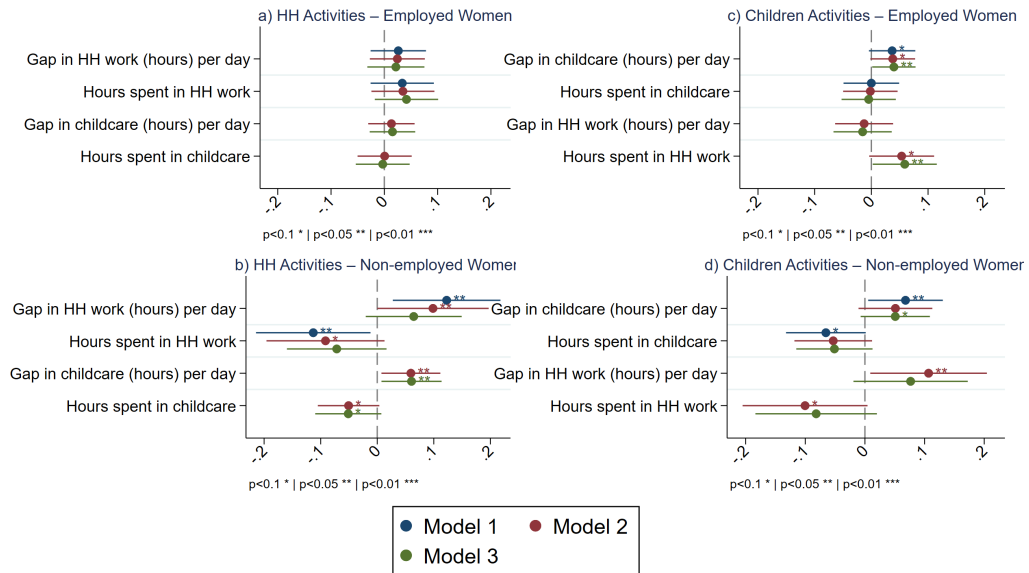 a) HH Activities – Employed Women
Gap in HH work (hours) per day
Hours spent in HH work
Gap in childcare (hours) per day
Hours spent in childcare
-.2 -.1 0 .1 .2
p<0.1 * | p<0.05 ** | p<0.01 ***
c) Children Activities – Employed Women
Gap in childcare (hours) per day
* * **
Hours spent in childcare
Gap in HH work (hours) per day
Hours spent in HH work
* **
-.2 -.1 0 .1 .2
p<0.1 * | p<0.05 ** | p<0.01 ***
b) HH Activities – Non-employed Women
Gap in HH work (hours) per day
** **
Hours spent in HH work
** *
Gap in childcare (hours) per day
** **
Hours spent in childcare
* *
-.2 -.1 0 .1 .2
p<0.1 * | p<0.05 ** | p<0.01 ***
d) Children Activities – Non-employed Women
Gap in childcare (hours) per day
** *
Hours spent in childcare
*
Gap in HH work (hours) per day
**
Hours spent in HH work
*
-.2 -.1 0 .1 .2
p<0.1 * | p<0.05 ** | p<0.01 ***
Model 1 Model 2
Model 3